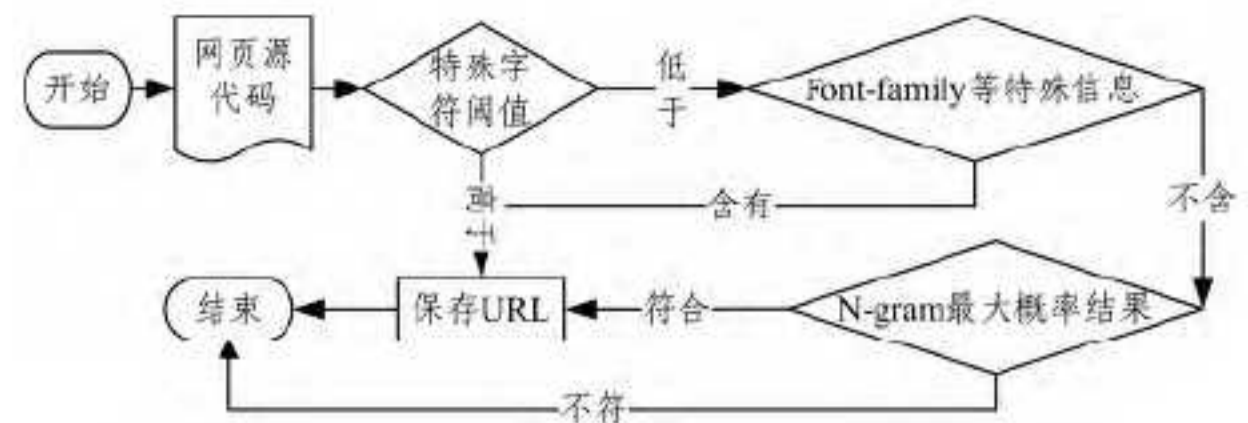 开始
网页源
代码
特殊字
符阈值
低
于
Font-family等特殊信息
高于
含有
不含
结束
保存URL
符合
N-gram最大概率结果
不符